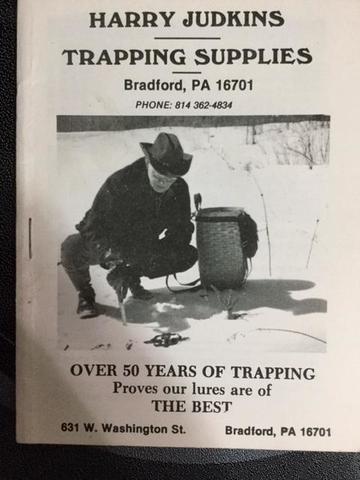 HARRY JUDKINS
TRAPPING SUPPLIES
Bradford, PA 16701
PHONE: 814 362-4834
OVER 50 YEARS OF TRAPPING
Proves our lures are of
THE BEST
631 W. Washington St. Bradford, PA 16701